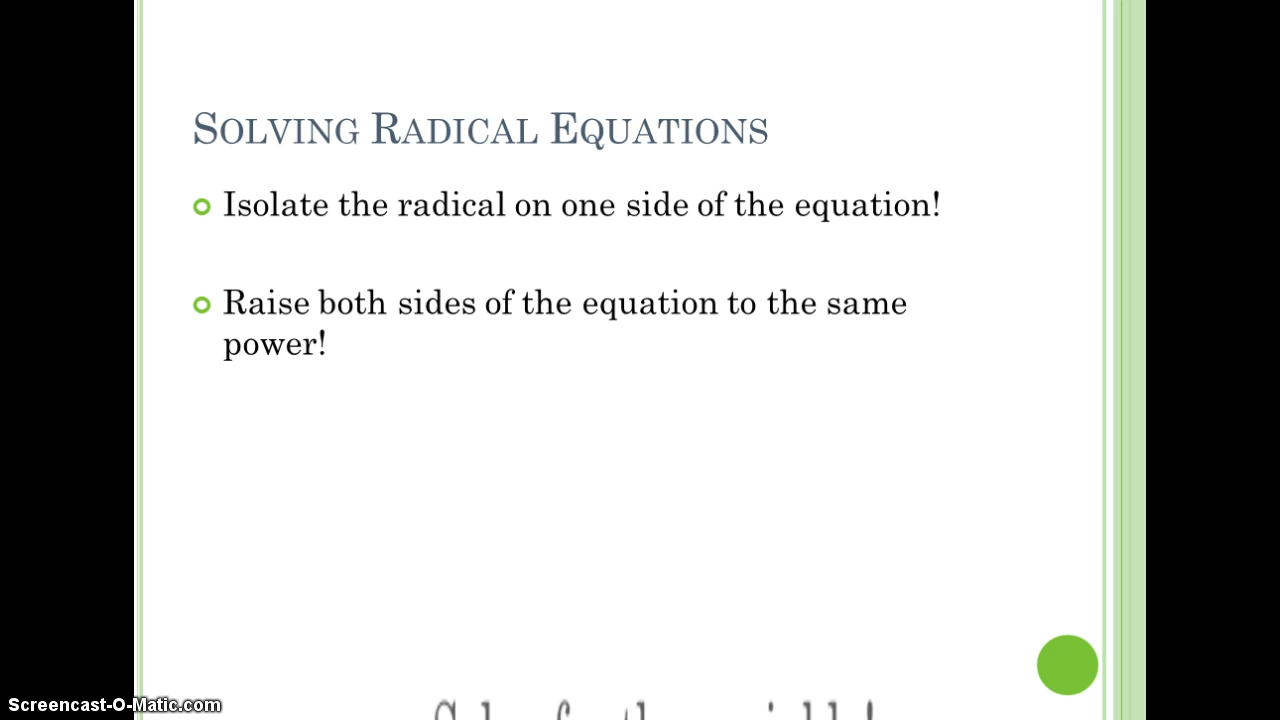 Solving Radical Equations
Isolate the radical on one side of the equation!
Raise both sides of the equation to the same
power!
Screencast-O-Matic.com